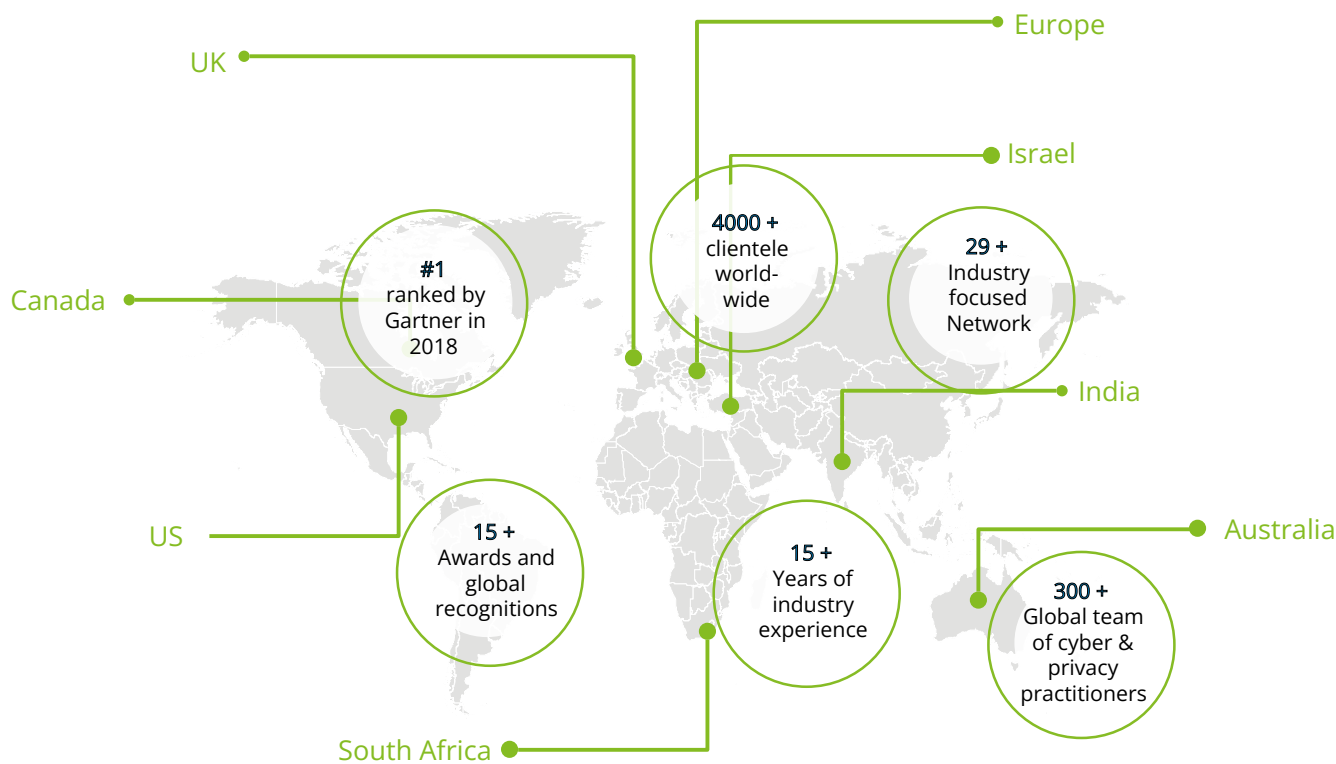 Europe
UK
Israel
4000 +
clientele
world-
wide
29 +
Industry
focused
Network
#1
ranked by
Gartner in
2018
Canada
India
US
15 +
Awards and
global
recognitions
15 +
Years of
industry
experience
Australia
300 +
Global team
of cyber &
privacy
practitioners
South Africa